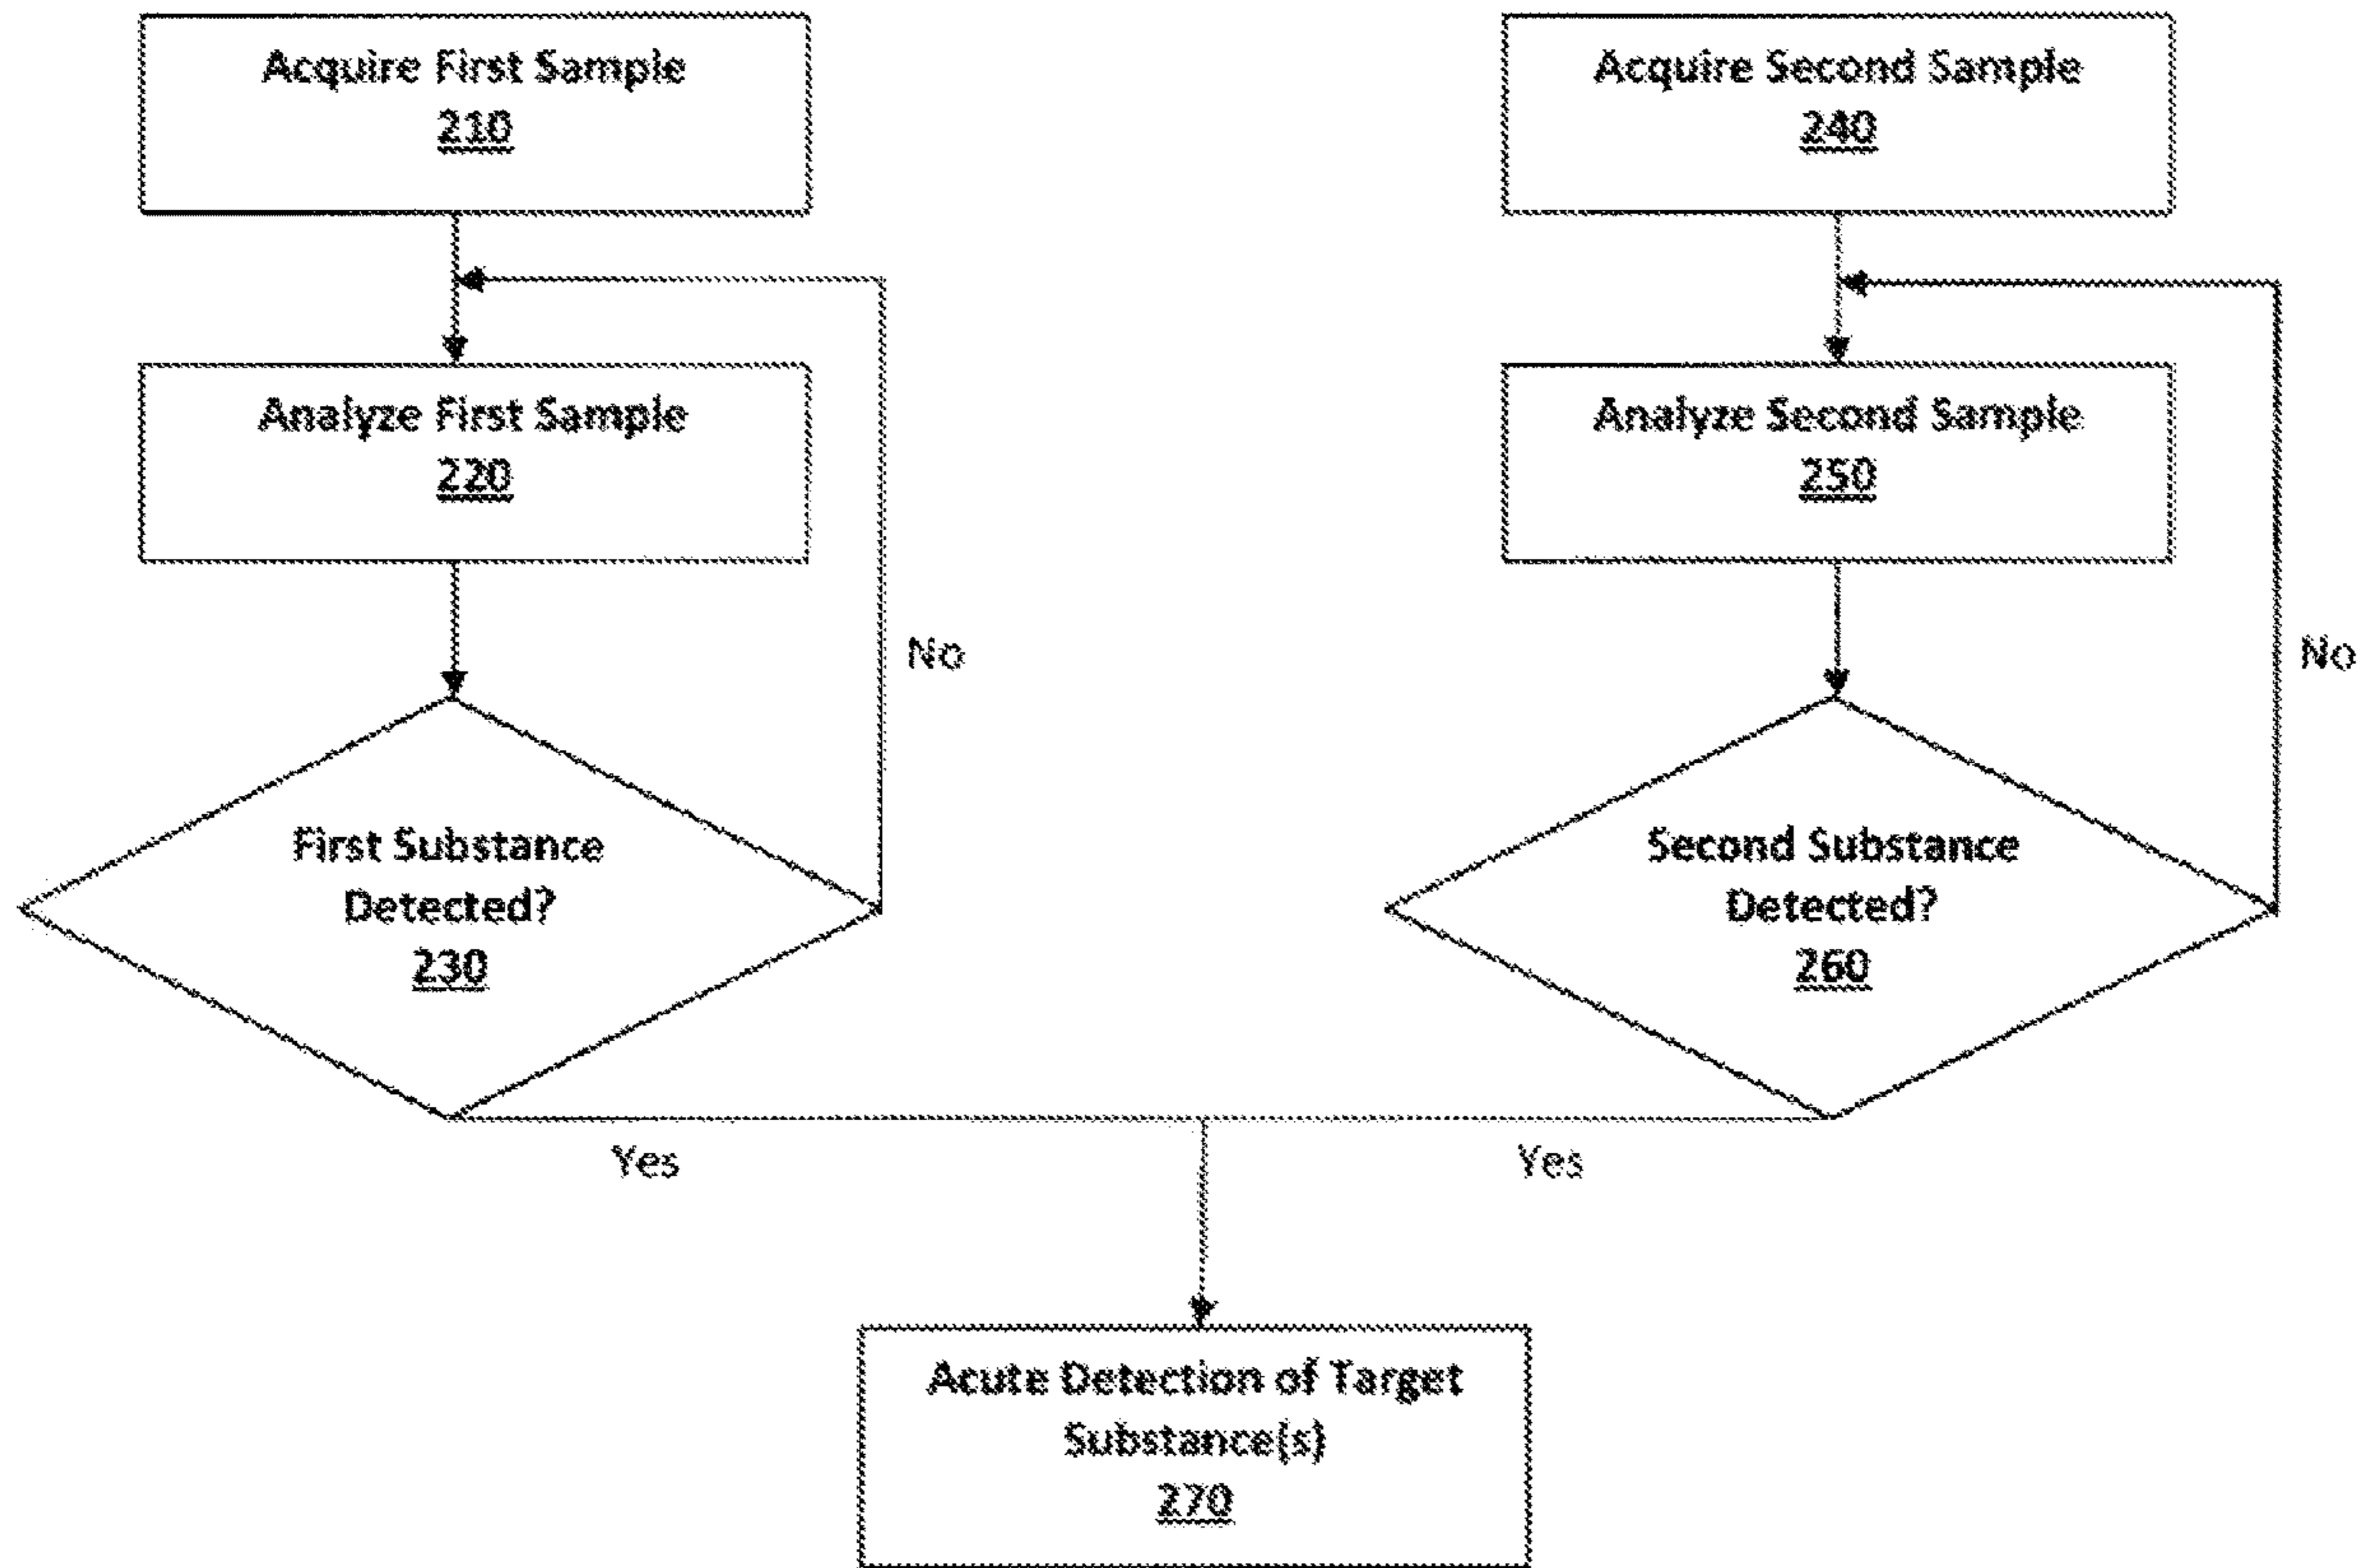 Acquire First Sample
210
Acquire Second Sample
240
Analyze First Sample
220
Analyze Second Sample
250
No
No
First Substance
Detected?
230
Second Substance
Detected?
260
Yes
Yes
Acute Detection of Target
Substance(s)
270